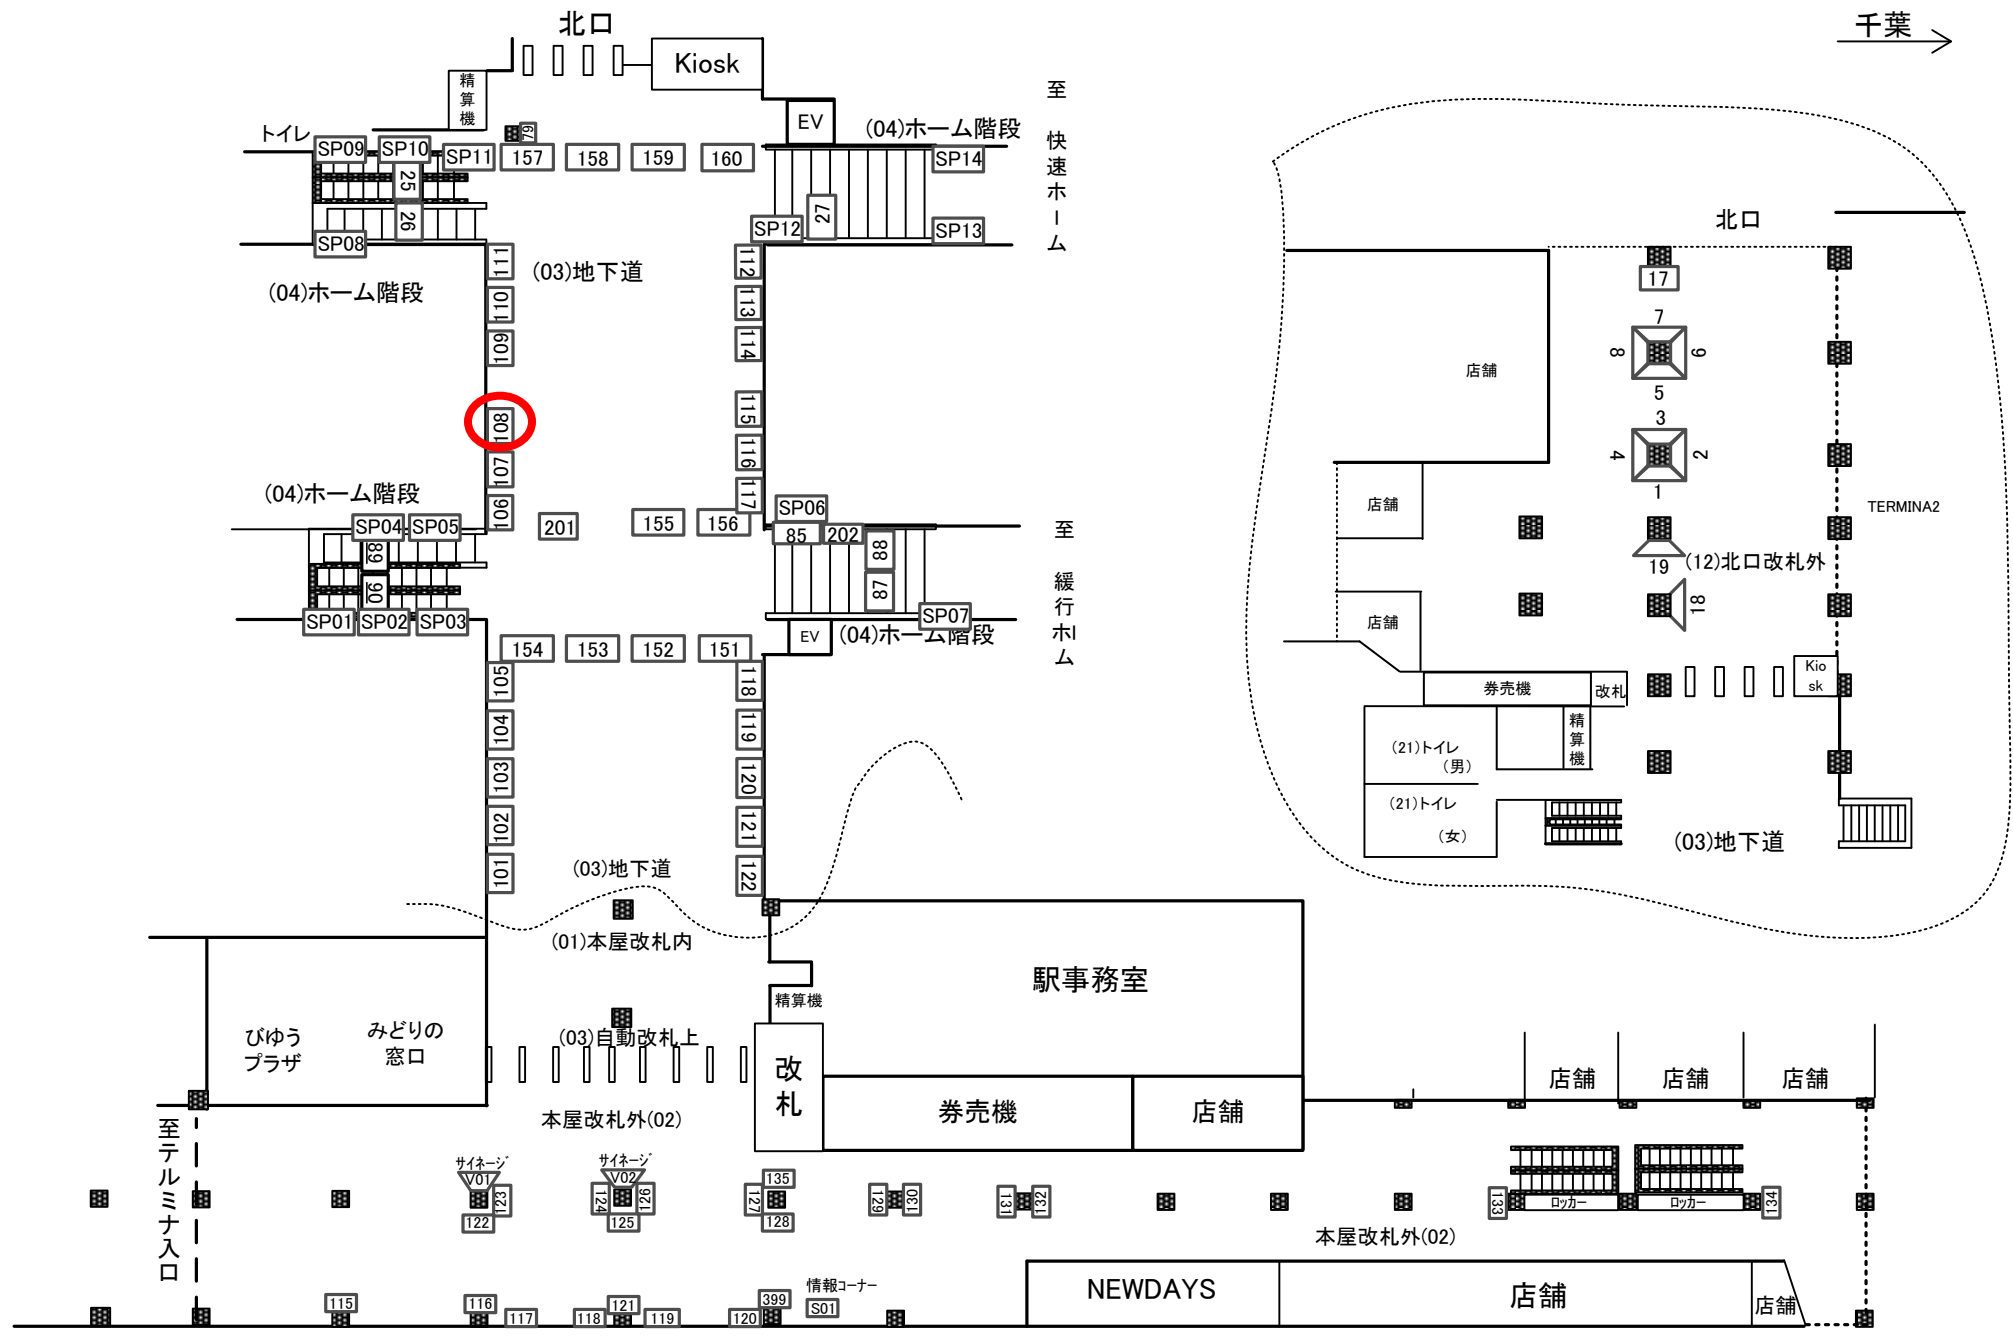 北口
千葉
Kiosk
精算機
EV
(04)ホーム階段
至 快速ホーム
トイレ
79
SP09
SP10
SP11
157
158
159
160
SP14
25
26
27
SP08
SP12
SP13
(04)ホーム階段
(03)地下道
111
110
109
108
107
106
112
113
114
115
116
117
(04)ホーム階段
SP04
SP05
201
155
156
SP06
85
202
88
87
89
90
SP01
SP02
SP03
SP07
EV
(04)ホーム階段
至 緩行ホーム
154
153
152
151
105
104
103
102
101
118
119
120
121
122
(03)地下道
(01)本屋改札内
精算機
駅事務室
びゆう
プラザ
みどりの
窓口
(03)自動改札上
改札
券売機
店舗
本屋改札外(02)
店舗
店舗
店舗
至テルミナ入口
サイネージ
V01
123
122
サイネージ
V02
124
126
125
135
127
128
129
130
131
132
133
ロッカー
ロッカー
134
本屋改札外(02)
情報コーナー
S01
115
116
117
118
121
119
120
399
NEWDAYS
店舗
店舗
北口
17
7
8
6
5
3
4
2
1
店舗
店舗
店舗
TERMINA2
19
(12)北口改札外
18
Kio
sk
券売機
改札
精算機
(21)トイレ
(男)
(21)トイレ
(女)
(03)地下道